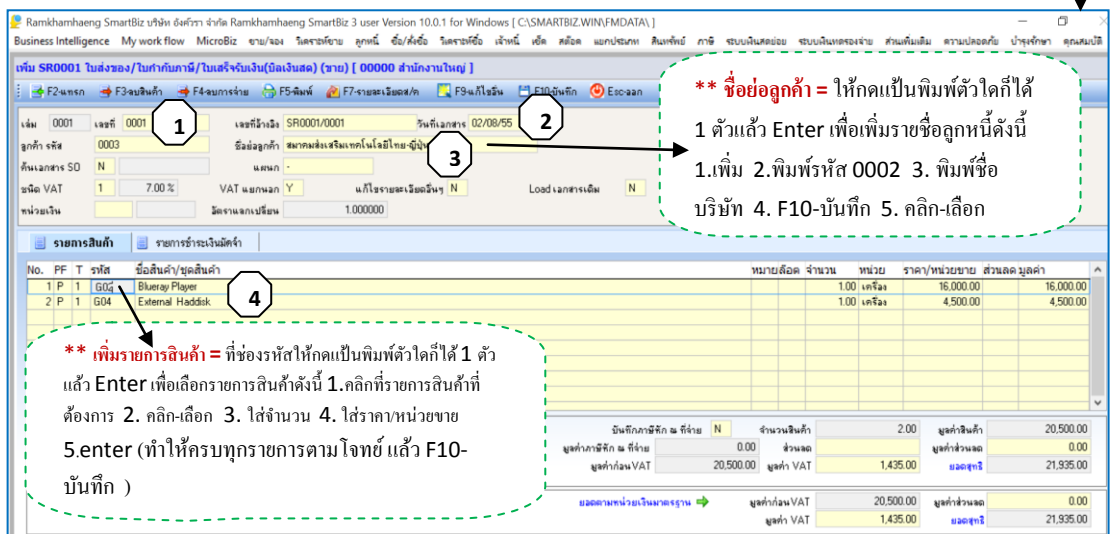 Ramkhamhaeng SmartBiz บริษัท อังศ์วรา จำกัด Ramkhamhaeng SmartBiz 3 user Version 10.0.1 for Windows [ C:\SMARTBIZ.WIN\FMDATA\ ]
Business Intelligence My work flow MicroBiz ขาย/จอง วิเคราะห์ขาย ลูกหนี้ ซื้อ/สั่งซื้อ วิเคราะห์ซื้อ เจ้าหนี้ เช็ค สต๊อค แยกประเภท สินทรัพย์ ภาษี ระบบเงินสดย่อย ระบบเงินทดรองจ่าย ส่วนเพิ่มเติม ความปลอดภัย บำรุงรักษา คุณสมบัติ
เพิ่ม SR0001 ใบส่งของ/ใบกำกับภาษี/ใบเสร็จรับเงิน(บิลเงินสด) (ขาย) [ 00000 สำนักงานใหญ่ ]
F2-แทรก F3-ลบสินค้า F4-ลบการจ่าย F5-พิมพ์ F7-รายละเอียดส/ก F9-แก้ไขอื่น F10-บันทึก Esc-ออก
เล่ม 0001 เลขที่ 0001 เลขที่อ้างอิง SR0001/0001 วันที่เอกสาร 02/08/55
ลูกค้า รหัส 0003 ชื่อย่อลูกค้า สมาคมส่งเสริมเทคโนโลยีไทย-ญี่ปุ่น
ค้นเอกสาร SO N แผนก -
ชนิด VAT 1 7.00 % VAT แยกนอก Y แก้ไขรายละเอียดอื่นๆ N Load เอกสารเดิม N
หน่วยเงิน อัตราแลกเปลี่ยน 1.000000
1
2
3
** ชื่อย่อลูกค้า = ให้กดแป้นพิมพ์ตัวใดก็ได้
1 ตัวแล้ว Enter เพื่อเพิ่มรายชื่อลูกหนี้ดังนี้
1.เพิ่ม 2.พิมพ์รหัส 0002 3. พิมพ์ชื่อ
บริษัท 4. F10-บันทึก 5. คลิก-เลือก
รายการสินค้า รายการชำระเงินมัดจำ
No. PF T รหัส ชื่อสินค้า/ชุดสินค้า หมายล๊อต จำนวน หน่วย ราคา/หน่วยขาย ส่วนลด มูลค่า
1 P 1 G03 Blueray Player 1.00 เครื่อง 16,000.00 16,000.00
2 P 1 G04 External Haddisk 1.00 เครื่อง 4,500.00 4,500.00
4
** เพิ่มรายการสินค้า = ที่ช่องรหัสให้กดแป้นพิมพ์ตัวใดก็ได้ 1 ตัว
แล้ว Enter เพื่อเลือกรายการสินค้าดังนี้ 1.คลิกที่รายการสินค้าที่
ต้องการ 2. คลิก-เลือก 3. ใส่จำนวน 4. ใส่ราคา/หน่วยขาย
5.enter (ทำให้ครบทุกรายการตามโจทย์ แล้ว F10-
บันทึก )
บันทึกภาษีหัก ณ ที่จ่าย N จำนวนสินค้า 2.00 มูลค่าสินค้า 20,500.00
มูลค่าภาษีหัก ณ ที่จ่าย 0.00 ส่วนลด มูลค่าส่วนลด 0.00
มูลค่าก่อนVAT 20,500.00 มูลค่า VAT 1,435.00 ยอดสุทธิ 21,935.00
ยอดตามหน่วยเงินมาตรฐาน มูลค่าก่อนVAT 20,500.00 มูลค่าส่วนลด 0.00
มูลค่า VAT 1,435.00 ยอดสุทธิ 21,935.00